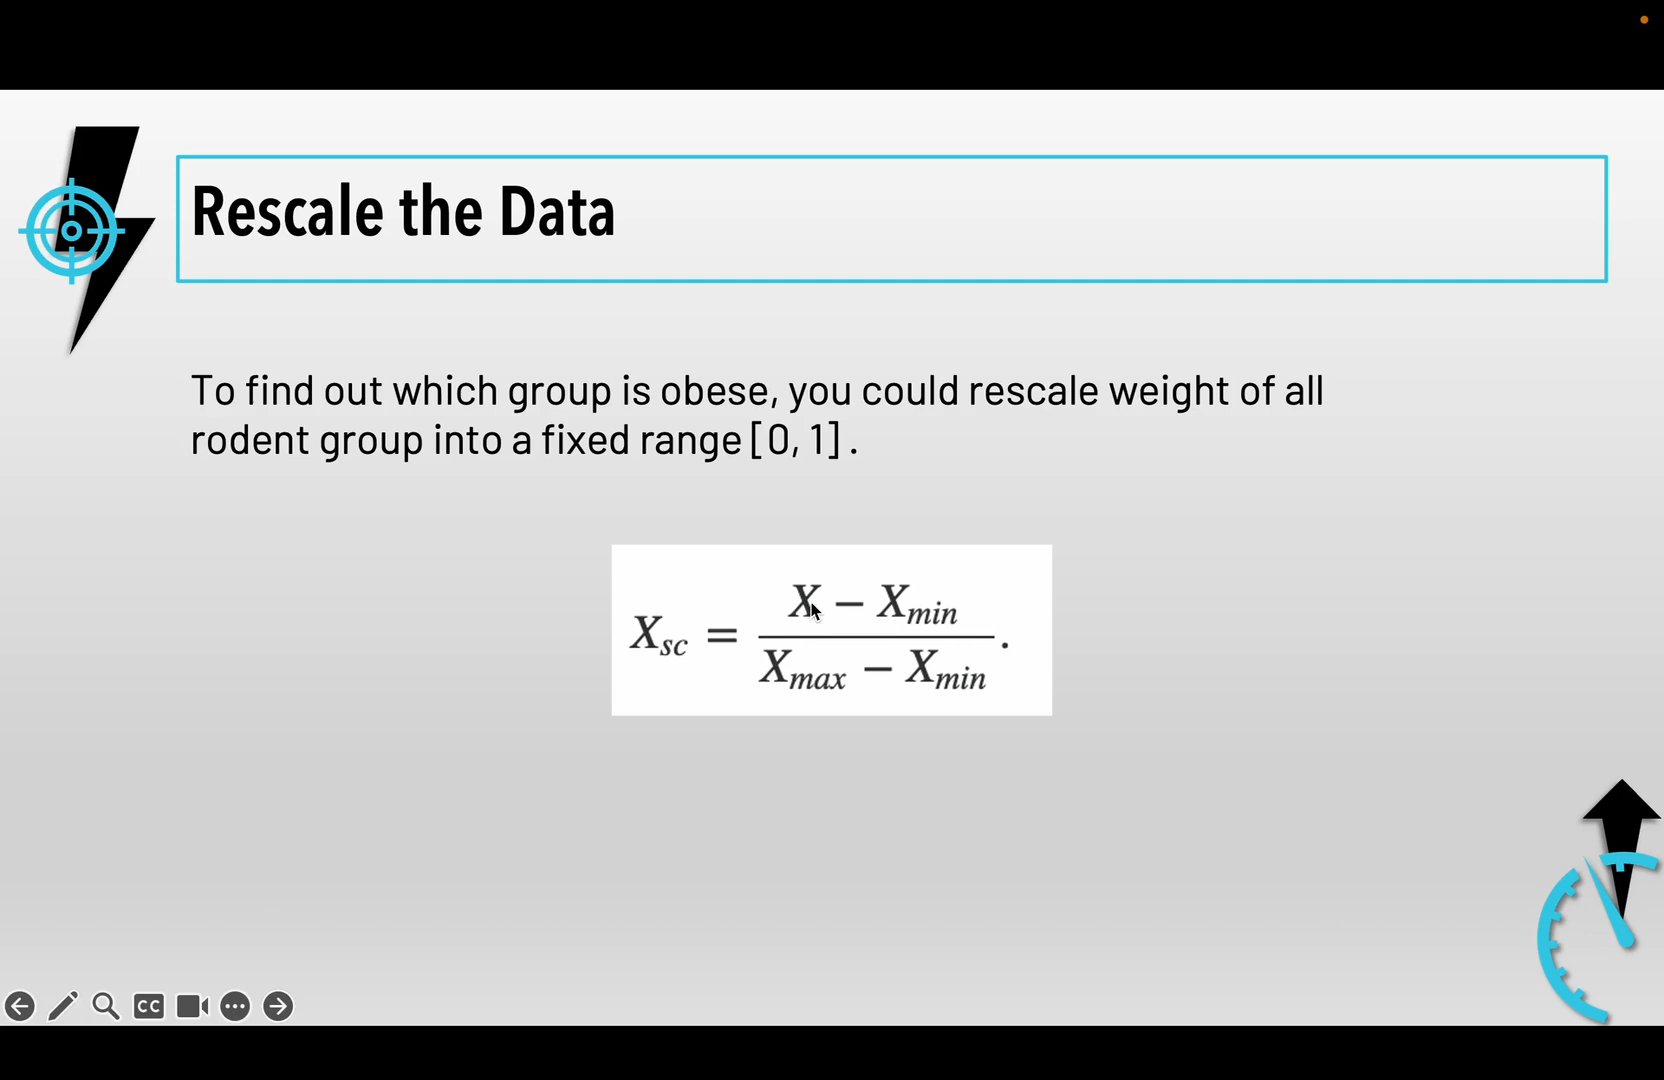 Rescale the Data
To find out which group is obese, you could rescale weight of all
rodent group into a fixed range [0, 1] .
X_sc = (X − X_min) / (X_max − X_min) .
CC